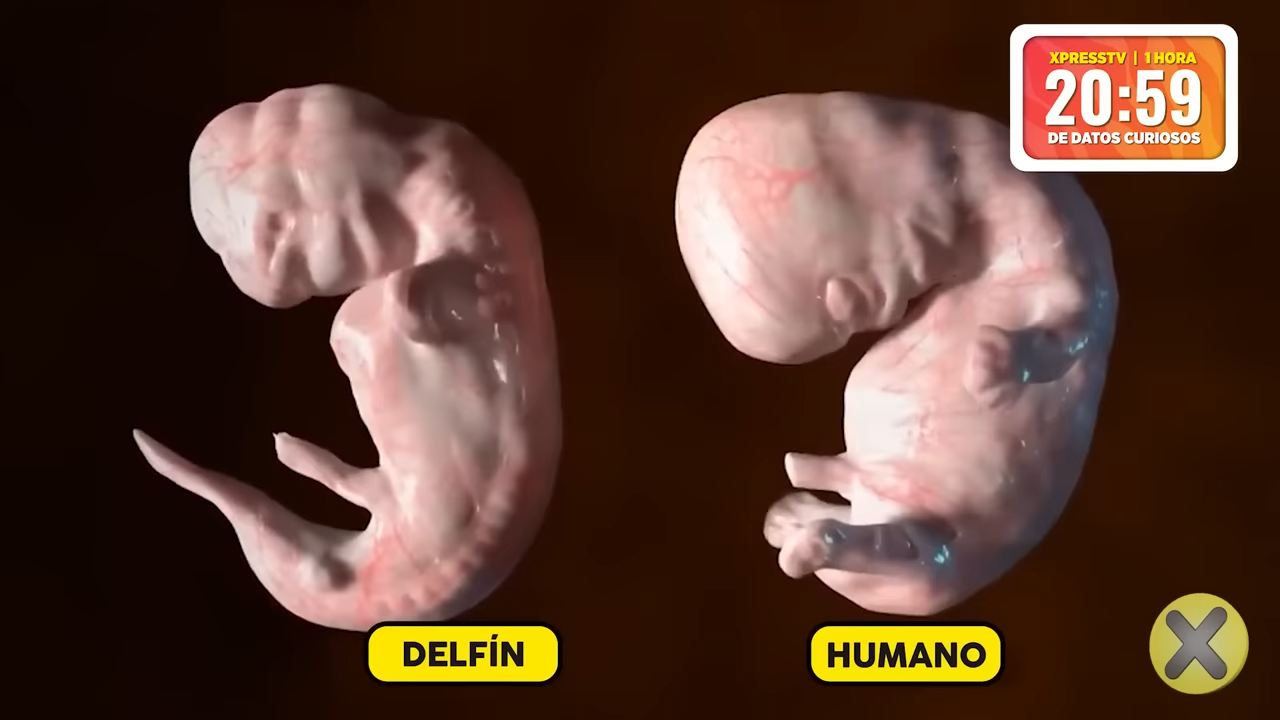 XPRESSTV | 1 HORA
20:59
DE DATOS CURIOSOS
DELFÍN
HUMANO